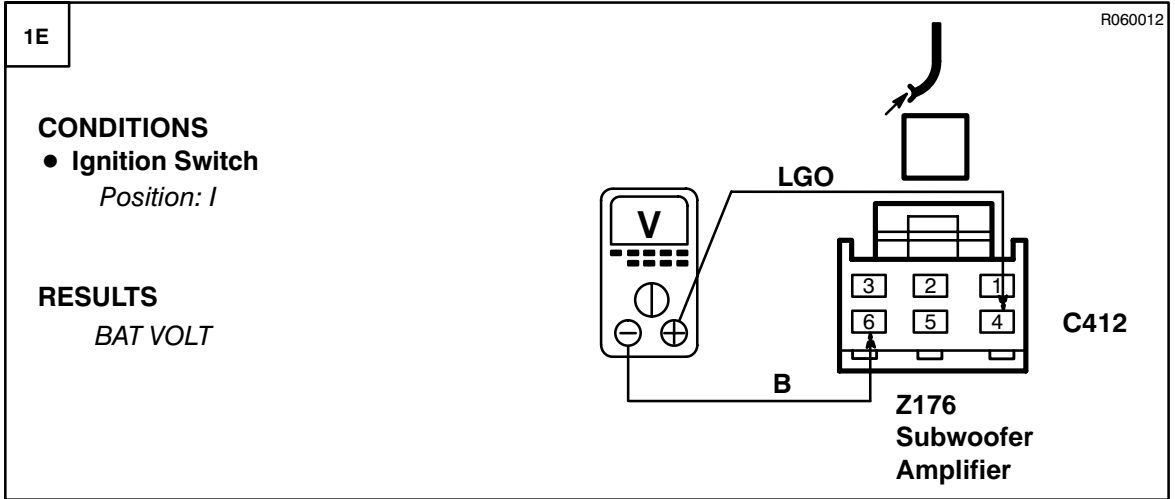 1E
R060012
CONDITIONS
● Ignition Switch
Position: I
RESULTS
BAT VOLT
V
LGO
3 2 1
6 5 4
C412
B
Z176
Subwoofer
Amplifier